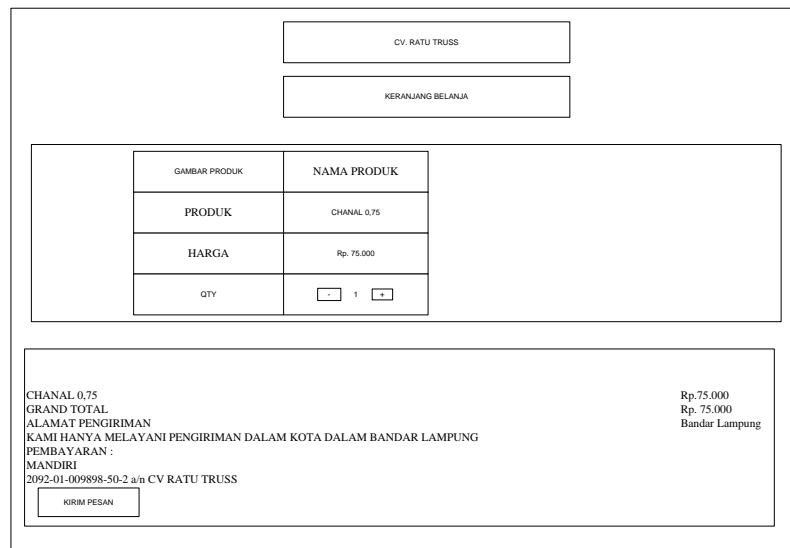 CV. RATU TRUSS
KERANJANG BELANJA
GAMBAR PRODUK NAMA PRODUK
PRODUK CHANAL 0,75
HARGA Rp. 75.000
QTY - 1 +
CHANAL 0,75 Rp.75.000
GRAND TOTAL Rp. 75.000
ALAMAT PENGIRIMAN Bandar Lampung
KAMI HANYA MELAYANI PENGIRIMAN DALAM KOTA DALAM BANDAR LAMPUNG
PEMBAYARAN :
MANDIRI
2092-01-009898-50-2 a/n CV RATU TRUSS
KIRIM PESAN